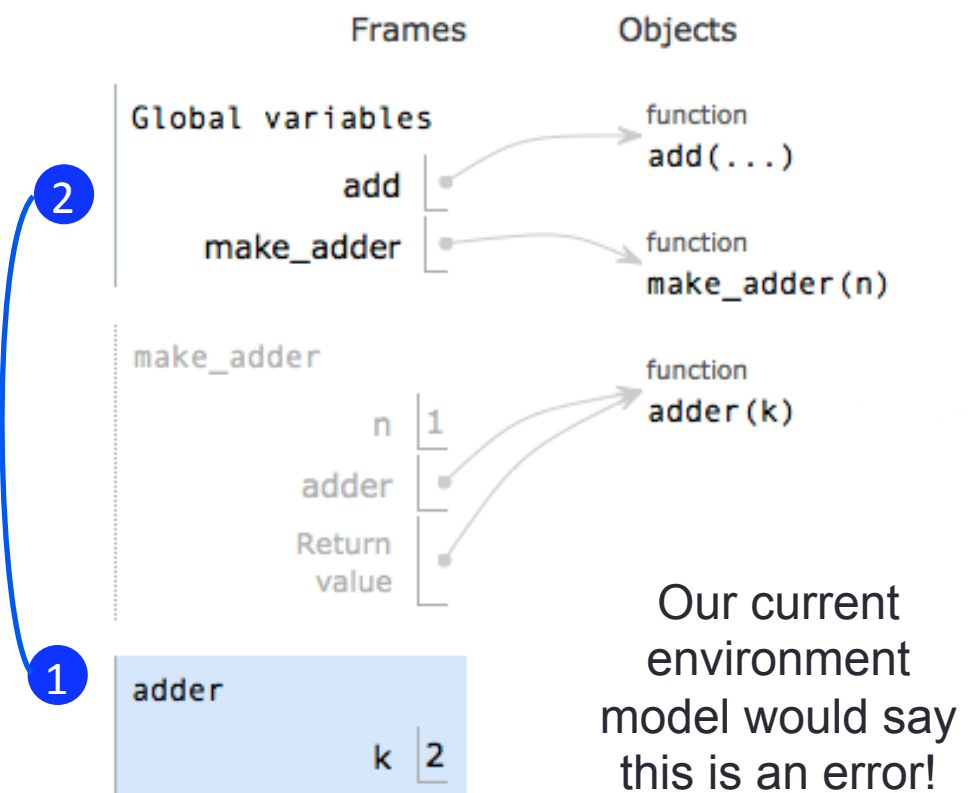 Frames Objects
Global variables
function
add
add(...)
2
make_adder
function
make_adder(n)
make_adder
function
adder(k)
n 1
adder
Return
value
Our current
environment
model would say
this is an error!
1
adder
k 2